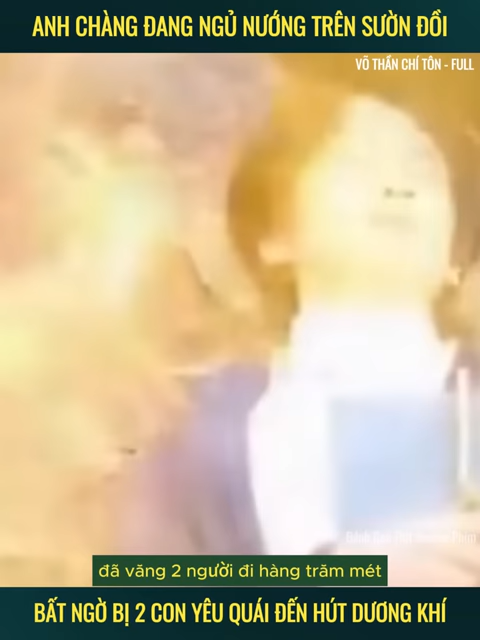 ANH CHÀNG ĐANG NGỦ NƯỚNG TRÊN SƯỜN ĐỒI
VÕ THẦN CHÍ TÔN - FULL
đã văng 2 người đi hàng trăm mét
BẤT NGỜ BỊ 2 CON YÊU QUÁI ĐẾN HÚT DƯƠNG KHÍ